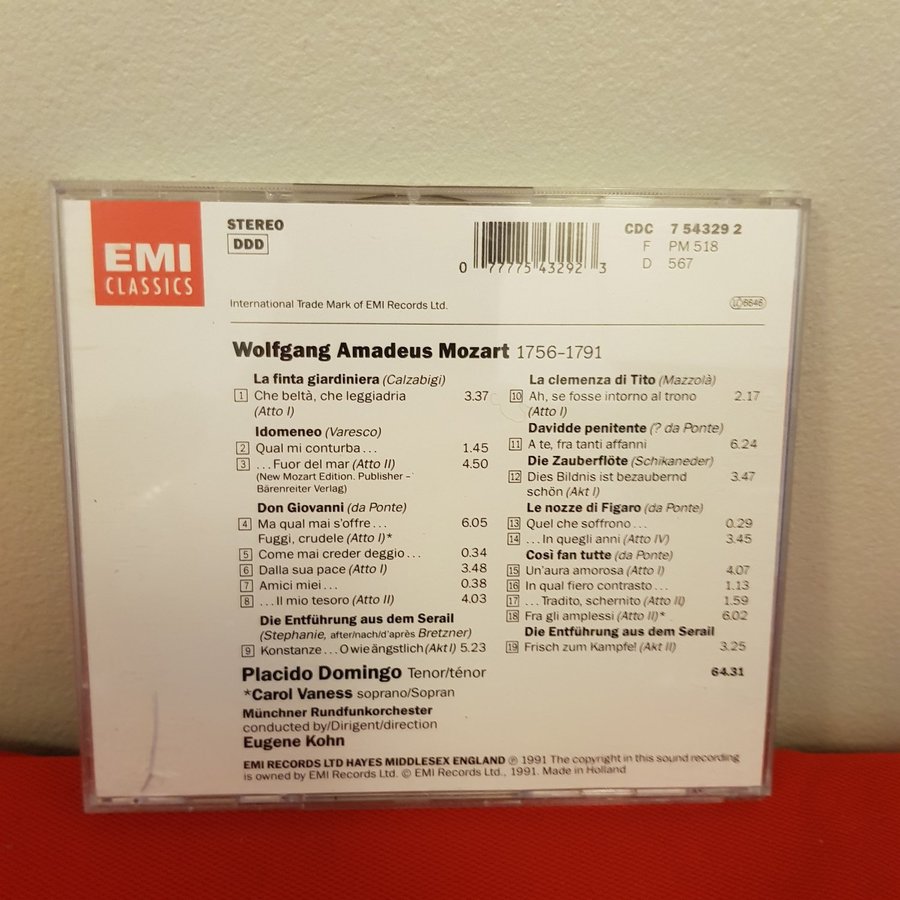 EMI
CLASSICS
STEREO
DDD
0 77775 43292 3
CDC 7 54329 2
F PM 518
D 567
International Trade Mark of EMI Records Ltd.
Wolfgang Amadeus Mozart 1756–1791
La finta giardiniera (Calzabigi)
1 Che beltà, che leggiadria 3.37
(Atto I)
Idomeneo (Varesco)
2 Qual mi conturba ... 1.45
3 ... Fuor del mar (Atto II) 4.50
(New Mozart Edition. Publisher –
Bärenreiter Verlag)
Don Giovanni (da Ponte)
4 Ma qual mai s'offre ... 6.05
Fuggi, crudele (Atto I)*
5 Come mai creder deggio ... 0.34
6 Dalla sua pace (Atto I) 3.48
7 Amici miei ... 0.38
8 ... Il mio tesoro (Atto II) 4.03
Die Entführung aus dem Serail
(Stephanie, after/nach/d'après Bretzner)
9 Konstanze ... O wie ängstlich (Akt I) 5.23
La clemenza di Tito (Mazzolà)
10 Ah, se fosse intorno al trono 2.17
(Atto I)
Davidde penitente (? da Ponte)
11 A te, fra tanti affanni 6.24
Die Zauberflöte (Schikaneder)
12 Dies Bildnis ist bezaubernd 3.47
schön (Akt I)
Le nozze di Figaro (da Ponte)
13 Quel che soffrono ... 0.29
14 ... In quegli anni (Atto IV) 3.45
Così fan tutte (da Ponte)
15 Un'aura amorosa (Atto I) 4.07
16 In qual fiero contrasto ... 1.13
17 ... Tradito, schernito (Atto II) 1.59
18 Fra gli amplessi (Atto II)* 6.02
Die Entführung aus dem Serail
19 Frisch zum Kampfe! (Akt II) 3.25
64.31
Placido Domingo Tenor/ténor
*Carol Vaness soprano/Sopran
Münchner Rundfunkorchester
conducted by/Dirigent/direction
Eugene Kohn
EMI RECORDS LTD HAYES MIDDLESEX ENGLAND ℗ 1991 The copyright in this sound recording
is owned by EMI Records Ltd. © EMI Records Ltd., 1991. Made in Holland